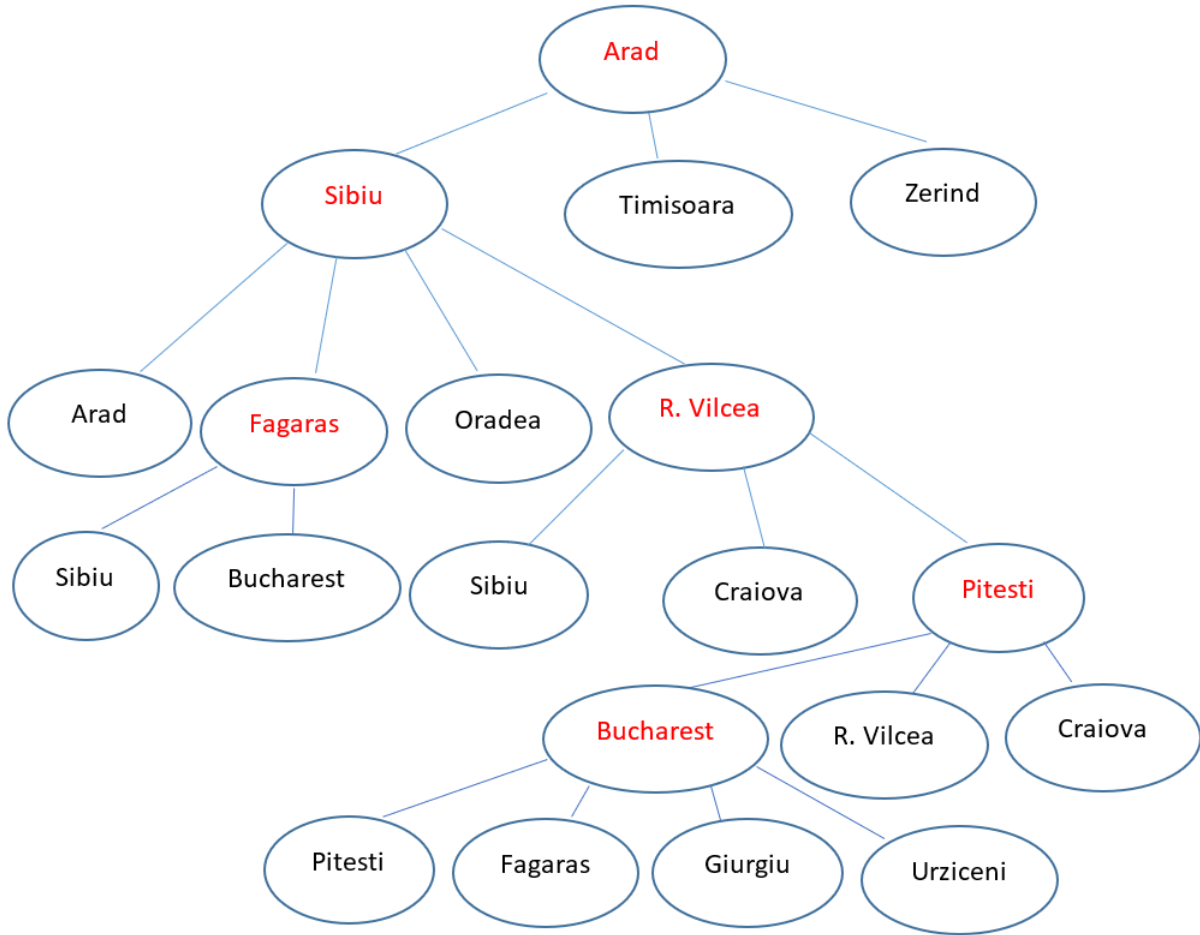 Arad
Sibiu
Timisoara
Zerind
Arad
Fagaras
Oradea
R. Vilcea
Sibiu
Bucharest
Sibiu
Craiova
Pitesti
Bucharest
R. Vilcea
Craiova
Pitesti
Fagaras
Giurgiu
Urziceni